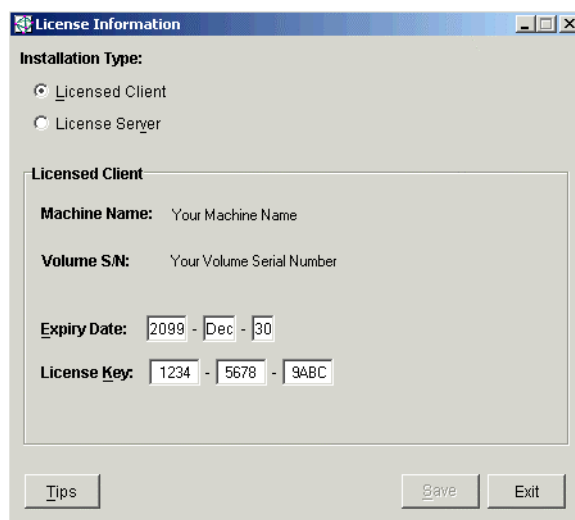 License Information
Installation Type:
Licensed Client
License Server
Licensed Client
Machine Name: Your Machine Name
Volume S/N: Your Volume Serial Number
Expiry Date: 2099 - Dec - 30
License Key: 1234 - 5678 - 9ABC
Tips Save Exit